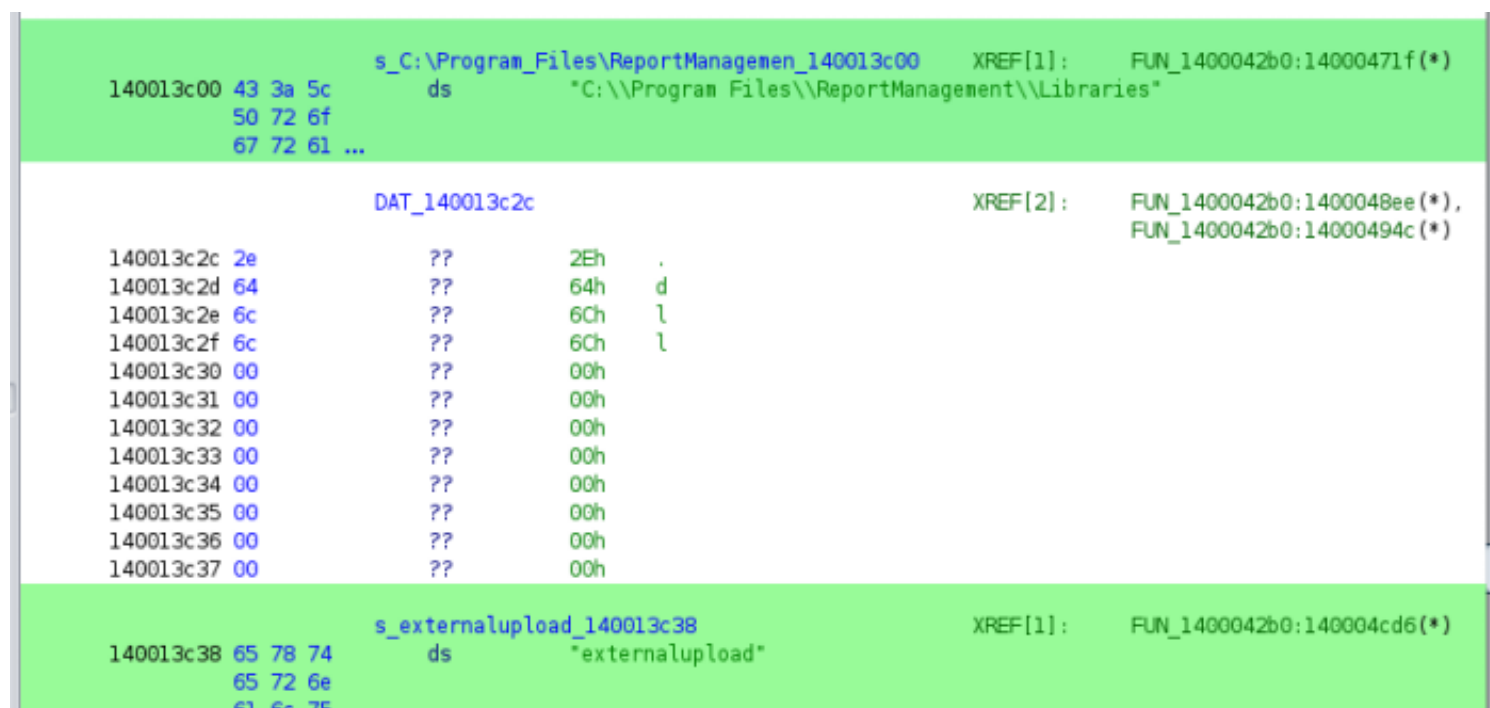 s_C:\Program_Files\ReportManagemen_140013c00 XREF[1]: FUN_1400042b0:14000471f(*)
140013c00 43 3a 5c ds "C:\\Program Files\\ReportManagement\\Libraries"
50 72 6f
67 72 61 ...
DAT_140013c2c XREF[2]: FUN_1400042b0:1400048ee(*),
FUN_1400042b0:14000494c(*)
140013c2c 2e ?? 2Eh .
140013c2d 64 ?? 64h d
140013c2e 6c ?? 6Ch l
140013c2f 6c ?? 6Ch l
140013c30 00 ?? 00h
140013c31 00 ?? 00h
140013c32 00 ?? 00h
140013c33 00 ?? 00h
140013c34 00 ?? 00h
140013c35 00 ?? 00h
140013c36 00 ?? 00h
140013c37 00 ?? 00h
s_externalupload_140013c38 XREF[1]: FUN_1400042b0:140004cd6(*)
140013c38 65 78 74 ds "externalupload"
65 72 6e
61 6c 75